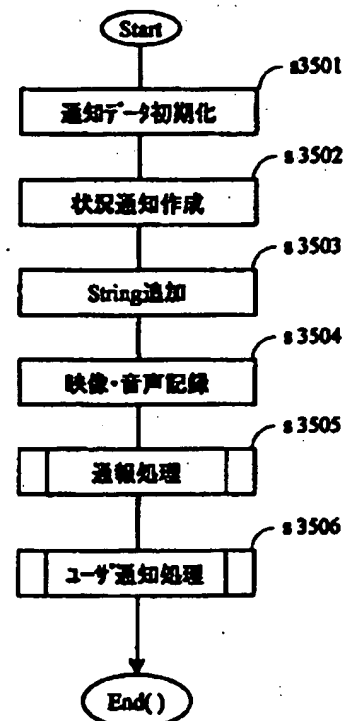 Start
s3501
通知データ初期化
s3502
状況通知作成
s3503
String追加
s3504
映像・音声記録
s3505
通報処理
s3506
ユーザ通知処理
End( )